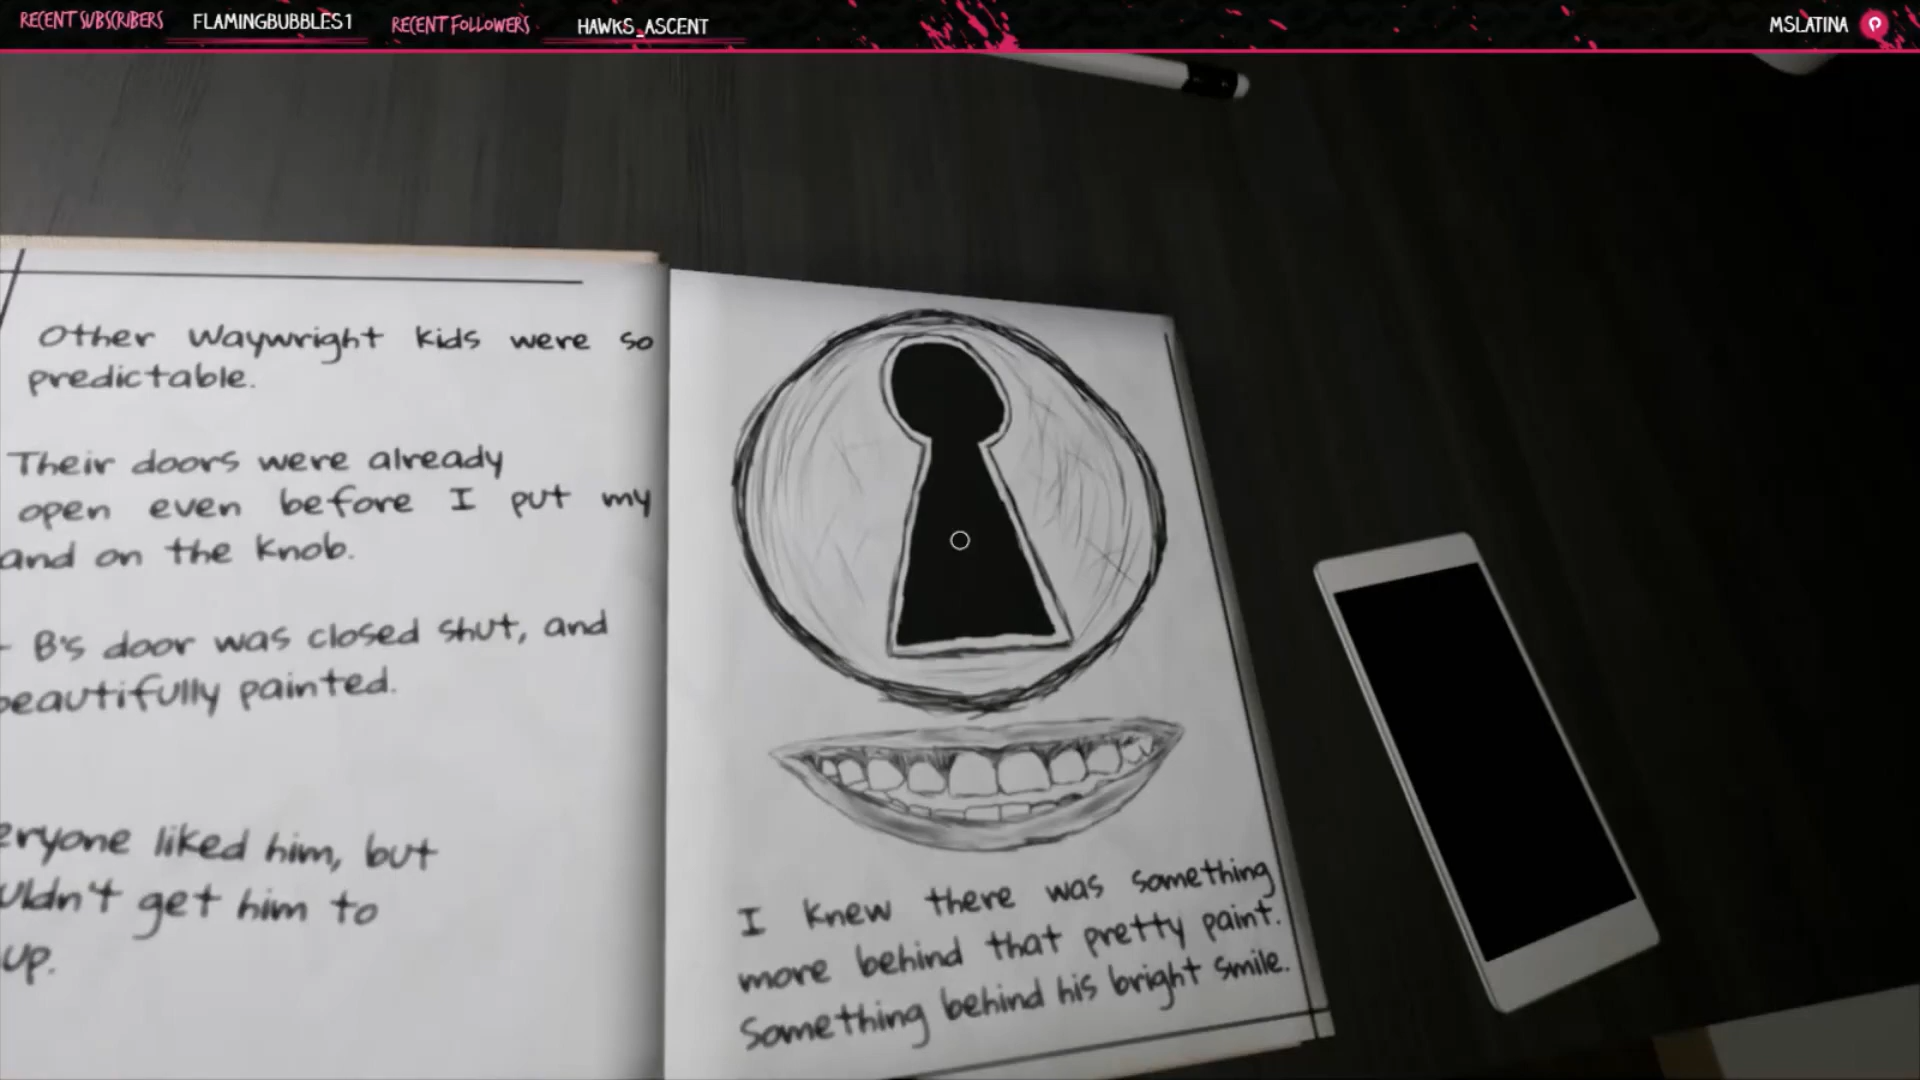 RECENT SUBSCRIBERS FLAMINGBUBBLES1 RECENT FOLLOWERS HAWKS_ASCENT MSLATINA
Other Waywright kids were so
predictable.
Their doors were already
open even before I put my
and on the knob.
- B's door was closed shut, and
beautifully painted.
eryone liked him, but
uldn't get him to
up.
I knew there was something
more behind that pretty paint.
Something behind his bright smile.